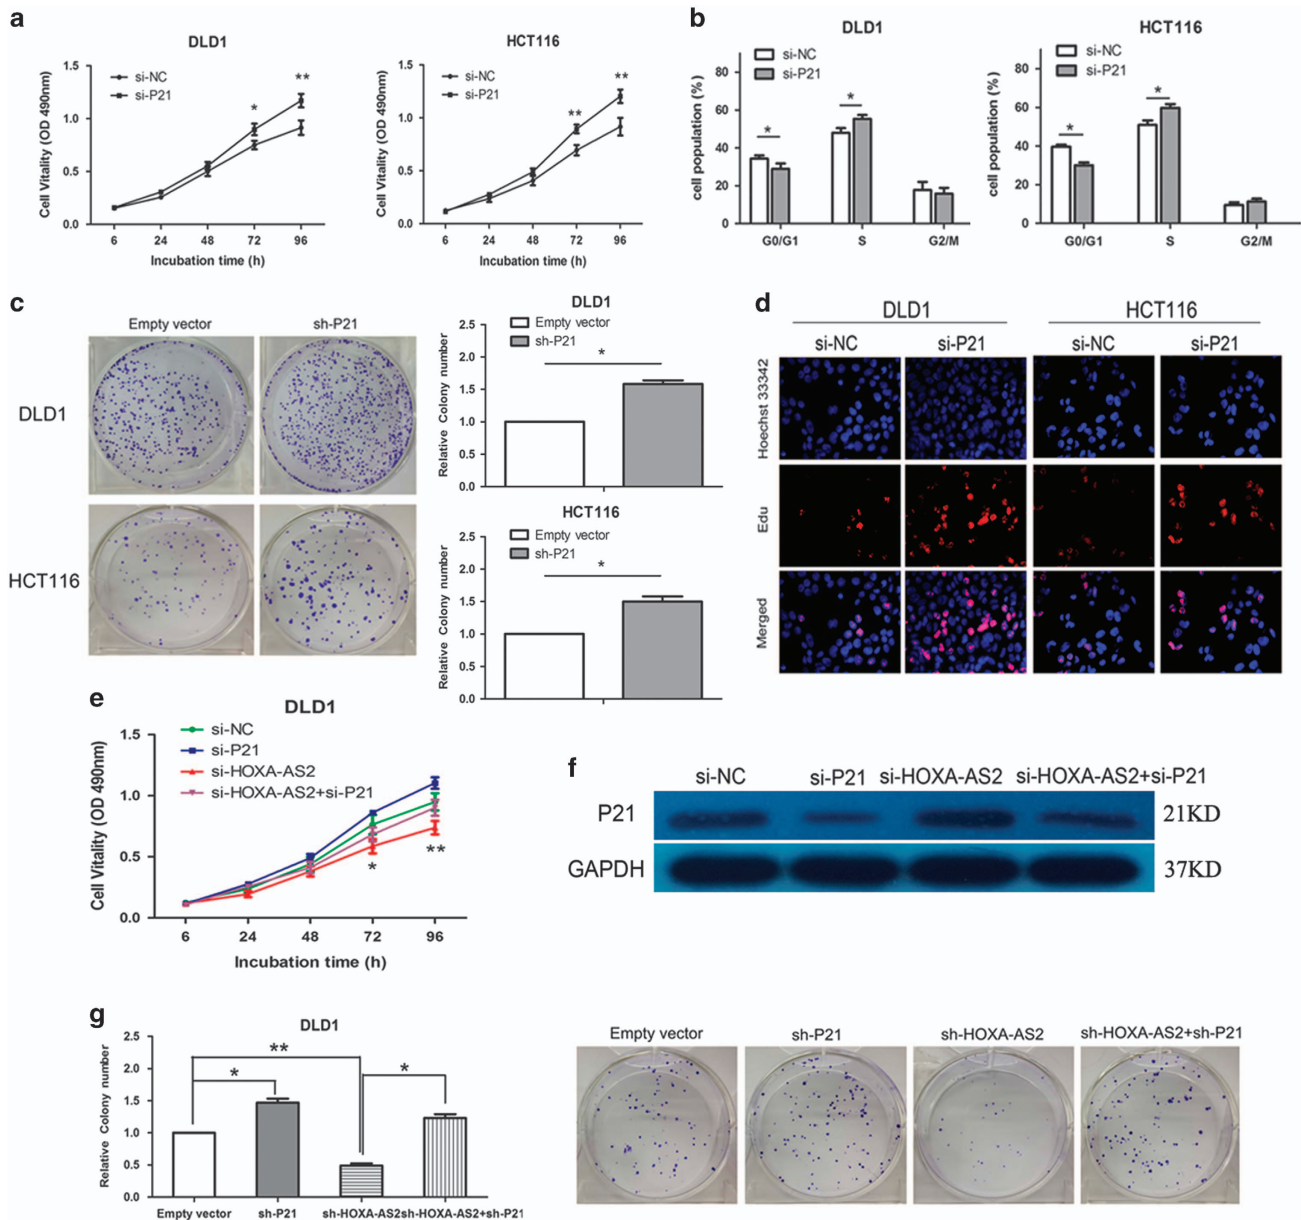 a
DLD1
si-NC
si-P21
Cell Vitality (OD 490nm)
1.5
1.0
0.5
0.0
*
**
6 24 48 72 96
Incubation time (h)
HCT116
si-NC
si-P21
Cell Vitality (OD 490nm)
1.5
1.0
0.5
0.0
**
**
6 24 48 72 96
Incubation time (h)
b
DLD1
si-NC
si-P21
cell population (%)
80
60
40
20
0
*
*
G0/G1 S G2/M
HCT116
si-NC
si-P21
cell population (%)
80
60
40
20
0
*
*
G0/G1 S G2/M
c
Empty vector sh-P21
DLD1
HCT116
DLD1
Empty vector
sh-P21
Relative Colony number
2.5
2.0
1.5
1.0
0.5
0.0
*
HCT116
Empty vector
sh-P21
Relative Colony number
2.5
2.0
1.5
1.0
0.5
0.0
*
d
DLD1 HCT116
si-NC si-P21 si-NC si-P21
Hoechst 33342
Edu
Merged
e
DLD1
si-NC
si-P21
si-HOXA-AS2
si-HOXA-AS2+si-P21
Cell Vitality (OD 490nm)
1.5
1.0
0.5
0.0
*
**
6 24 48 72 96
Incubation time (h)
f
si-NC si-P21 si-HOXA-AS2 si-HOXA-AS2+si-P21
P21 21KD
GAPDH 37KD
g
DLD1
Relative Colony number
2.5
2.0
1.5
1.0
0.5
0.0
*
**
*
Empty vector sh-P21 sh-HOXA-AS2 sh-HOXA-AS2+sh-P21
Empty vector sh-P21 sh-HOXA-AS2 sh-HOXA-AS2+sh-P21